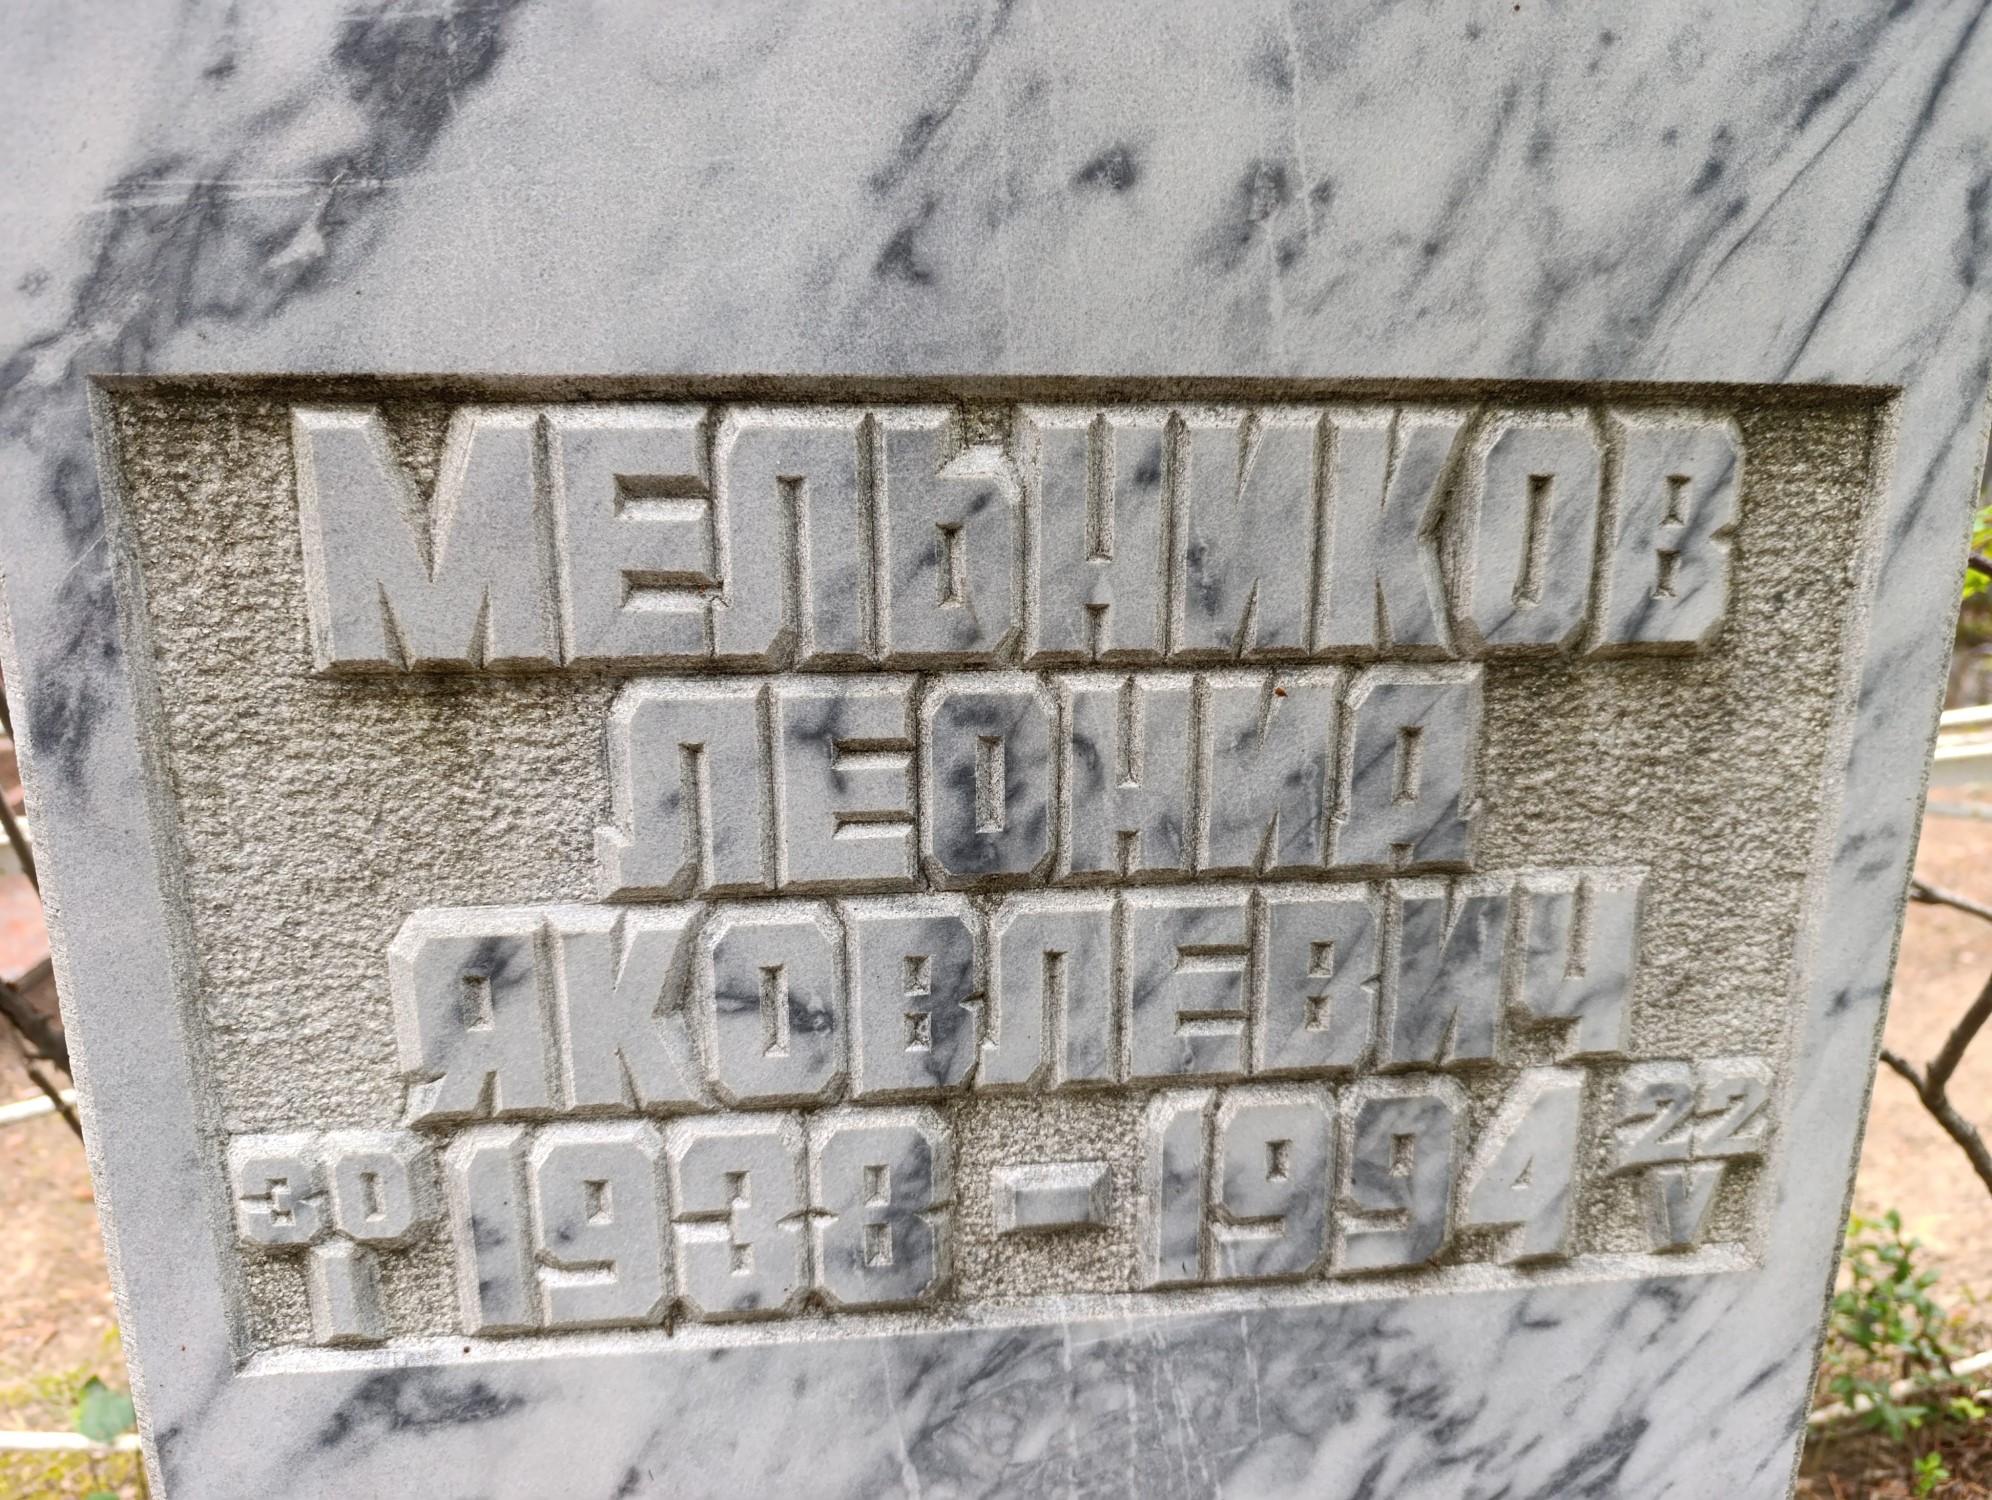 МЕЛЬНИКОВ
ЛЕОНИД
ЯКОВЛЕВИЧ
30 I 1938 – 1994 22 V